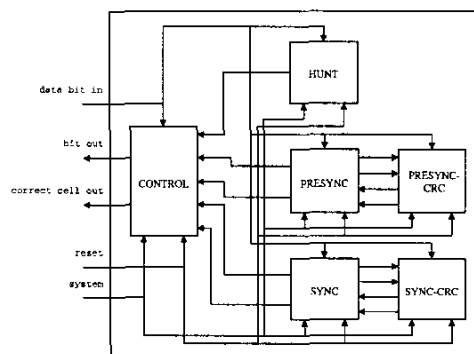 HUNT
data bit in
bit out
CONTROL
PRESYNC
PRESYNC-
CRC
correct cell out
reset
system
SYNC
SYNC-CRC